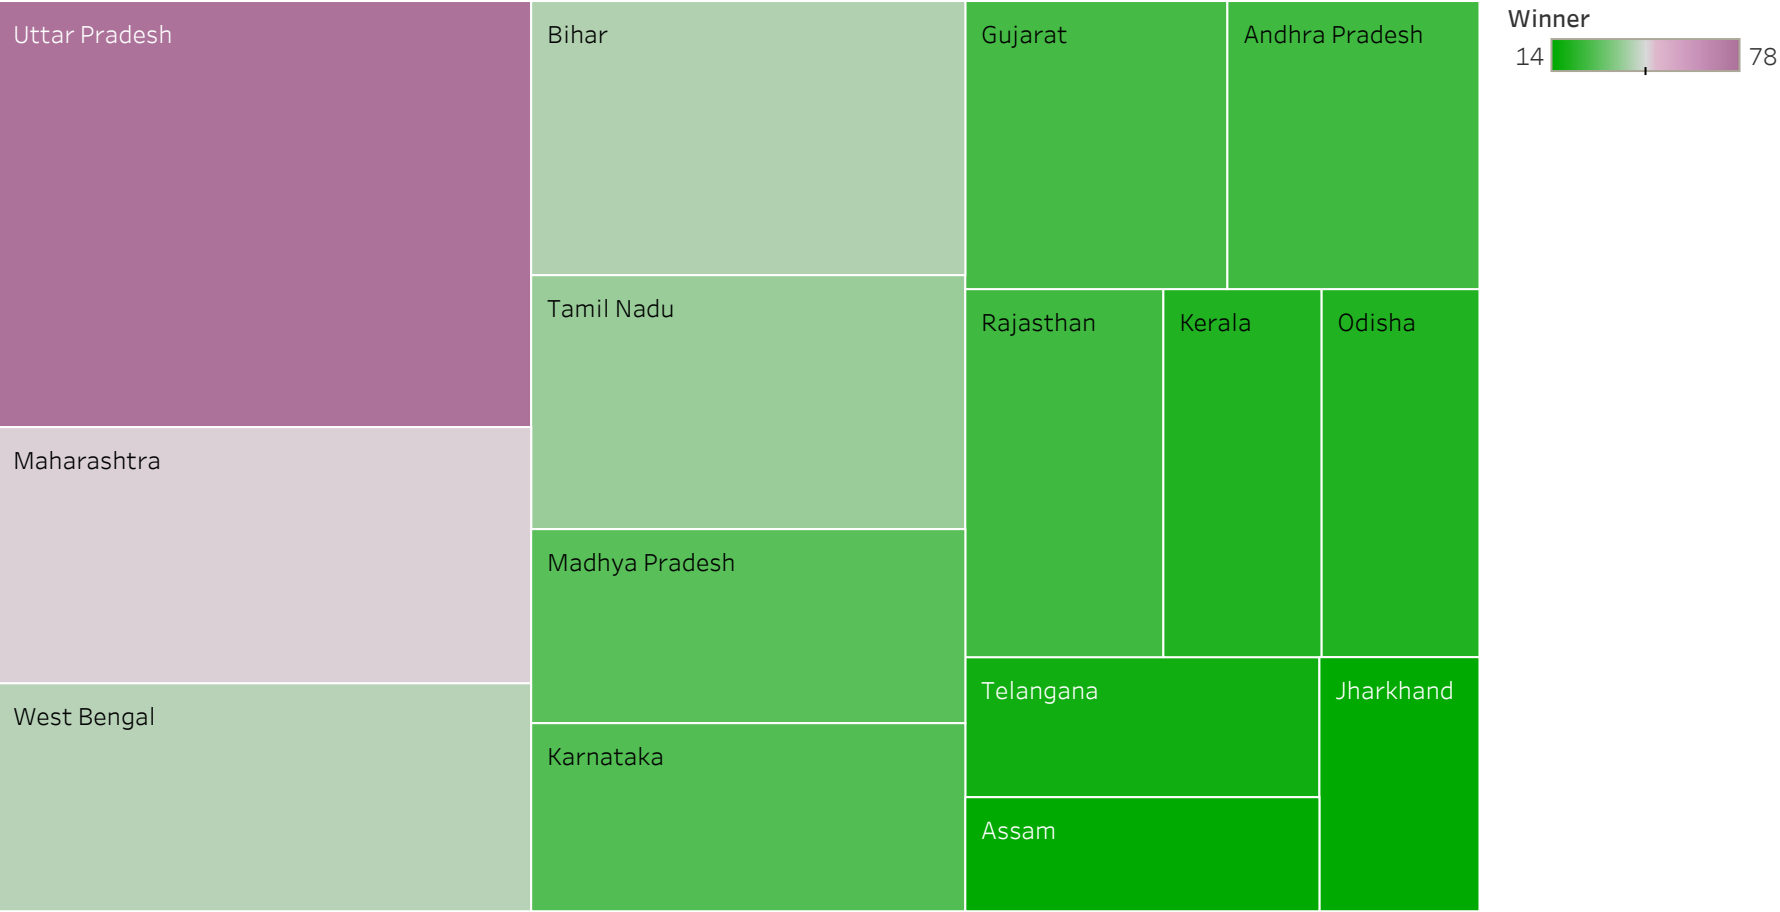 Uttar Pradesh
Maharashtra
West Bengal
Bihar
Tamil Nadu
Madhya Pradesh
Karnataka
Gujarat
Andhra Pradesh
Rajasthan
Kerala
Odisha
Telangana
Assam
Jharkhand
Winner
14 78